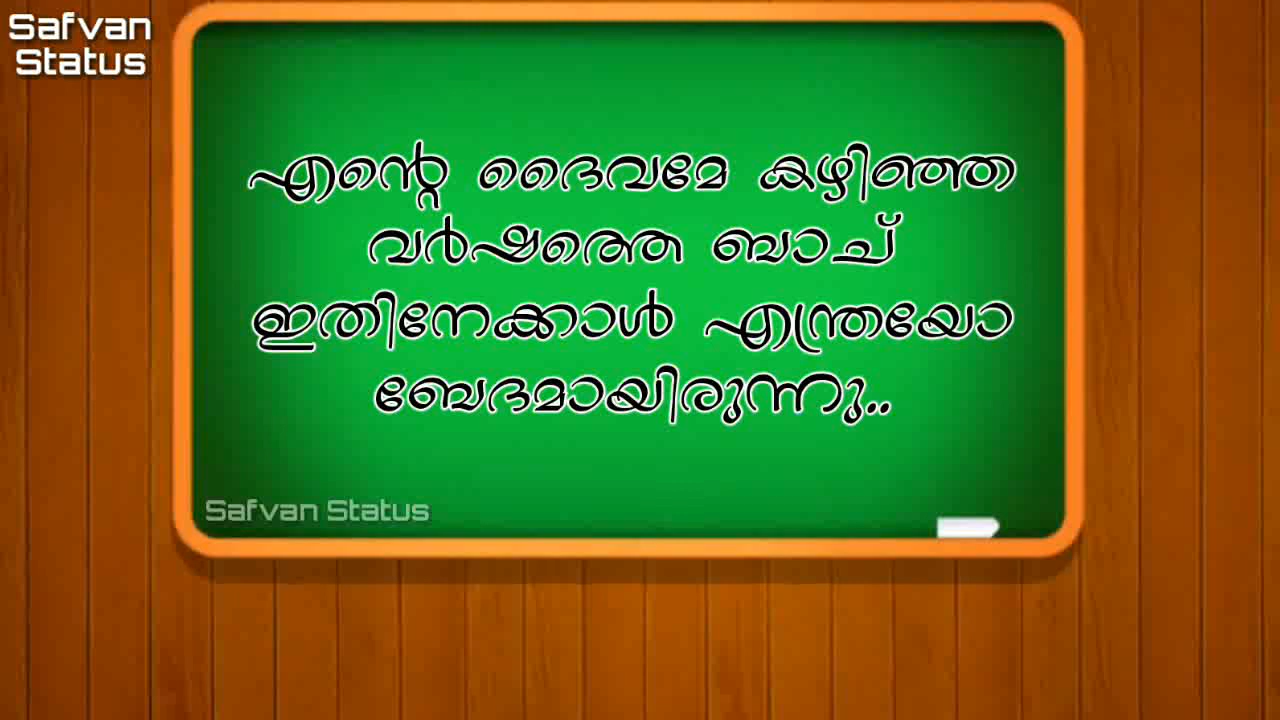 Safvan
Status
എന്റെ ദൈവമേ കഴിഞ്ഞ
വർഷത്തെ ബാച്
ഇതിനേക്കാൾ എന്ത്രയോ
ബേദമായിരുന്നു..
Safvan Status